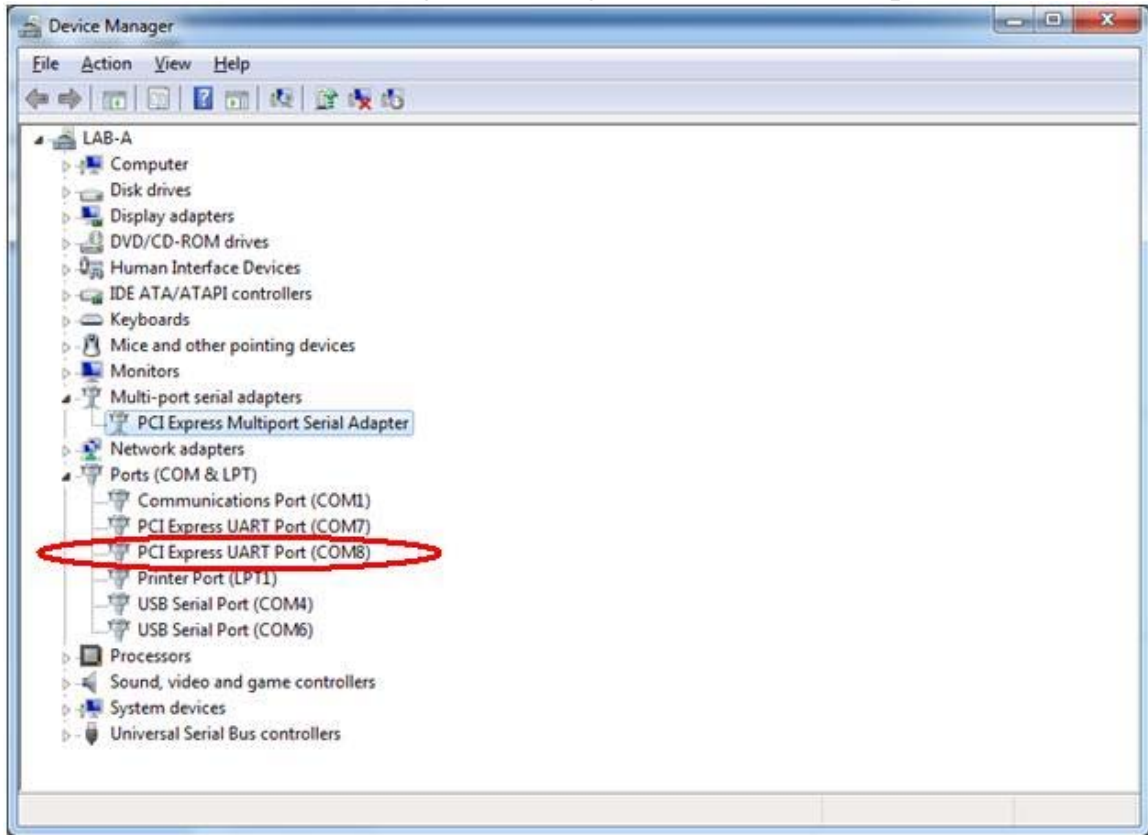 Device Manager
File Action View Help
LAB-A
Computer
Disk drives
Display adapters
DVD/CD-ROM drives
Human Interface Devices
IDE ATA/ATAPI controllers
Keyboards
Mice and other pointing devices
Monitors
Multi-port serial adapters
PCI Express Multiport Serial Adapter
Network adapters
Ports (COM & LPT)
Communications Port (COM1)
PCI Express UART Port (COM7)
PCI Express UART Port (COM8)
Printer Port (LPT1)
USB Serial Port (COM4)
USB Serial Port (COM6)
Processors
Sound, video and game controllers
System devices
Universal Serial Bus controllers